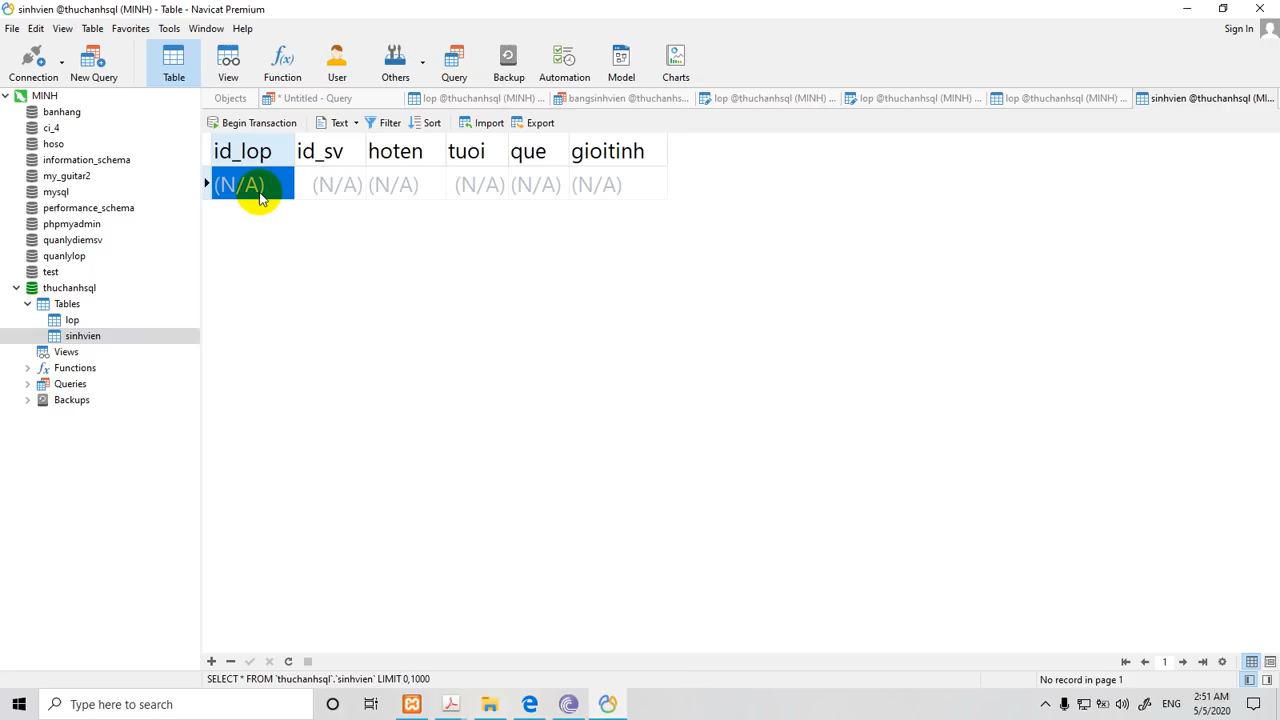 sinhvien @thuchanhsql (MINH) - Table - Navicat Premium
File Edit View Table Favorites Tools Window Help
Sign In
Connection New Query Table View Function User Others Query Backup Automation Model Charts
MINH
banhang
ci_4
hoso
information_schema
my_guitar2
mysql
performance_schema
phpmyadmin
quanlydiemsv
quanlylop
test
thuchanhsql
Tables
lop
sinhvien
Views
Functions
Queries
Backups
Objects * Untitled - Query lop @thuchanhsql (MINH) ... bangsinhvien @thuchanhs... lop @thuchanhsql (MINH) ... lop @thuchanhsql (MINH) ... lop @thuchanhsql (MINH) ... sinhvien @thuchanhsql (MI...
Begin Transaction Text Filter Sort Import Export
id_lop id_sv hoten tuoi que gioitinh
(N/A) (N/A) (N/A) (N/A) (N/A) (N/A)
1
SELECT * FROM `thuchanhsql`.`sinhvien` LIMIT 0,1000
No record in page 1
Type here to search
ENG
2:51 AM
5/5/2020